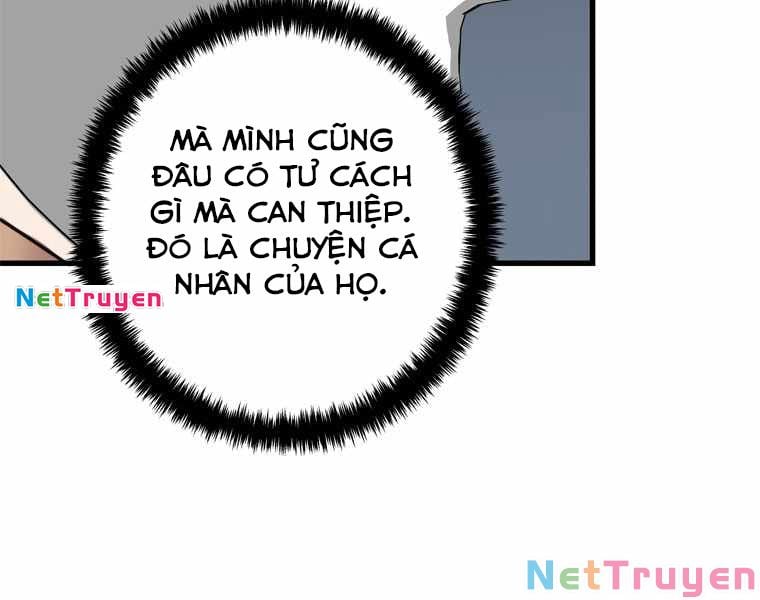 MÀ MÌNH CŨNG
ĐÂU CÓ TƯ CÁCH
GÌ MÀ CAN THIỆP.
ĐÓ LÀ CHUYỆN CÁ
NHÂN CỦA HỌ.
NetTruyen
NetTruyen